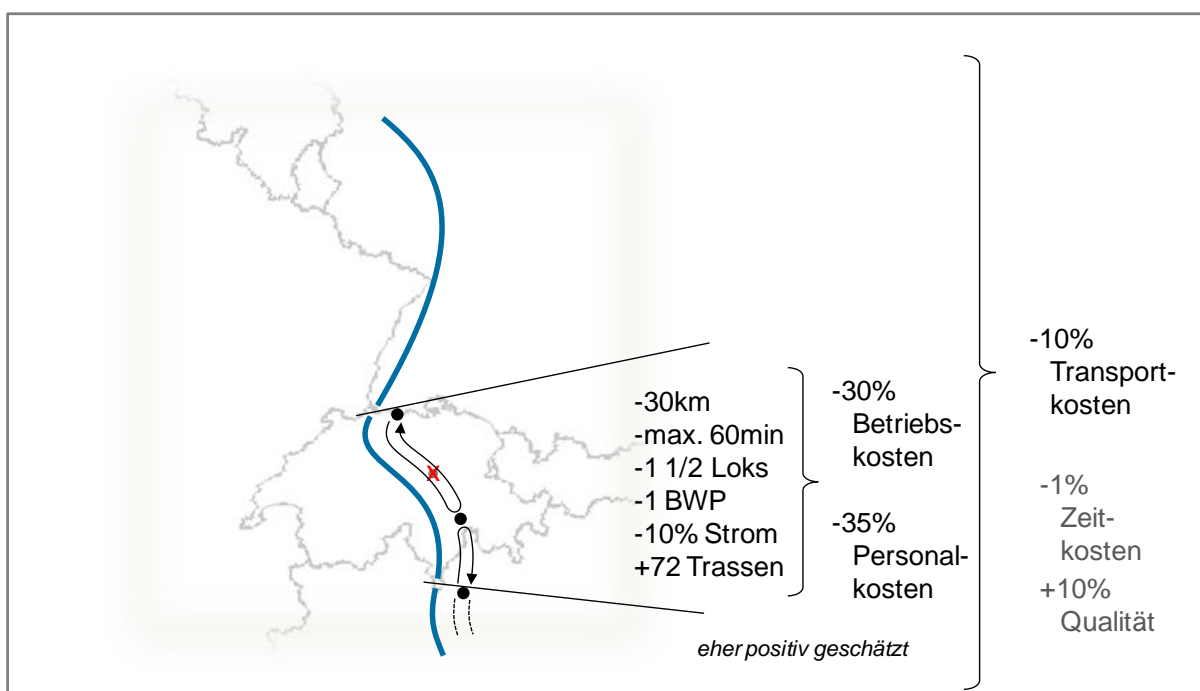 -30km
-max. 60min
-1 1/2 Loks
-1 BWP
-10% Strom
+72 Trassen
-30%
Betriebs-
kosten
-35%
Personal-
kosten
-10%
Transport-
kosten
-1%
Zeit-
kosten
+10%
Qualität
eher positiv geschätzt